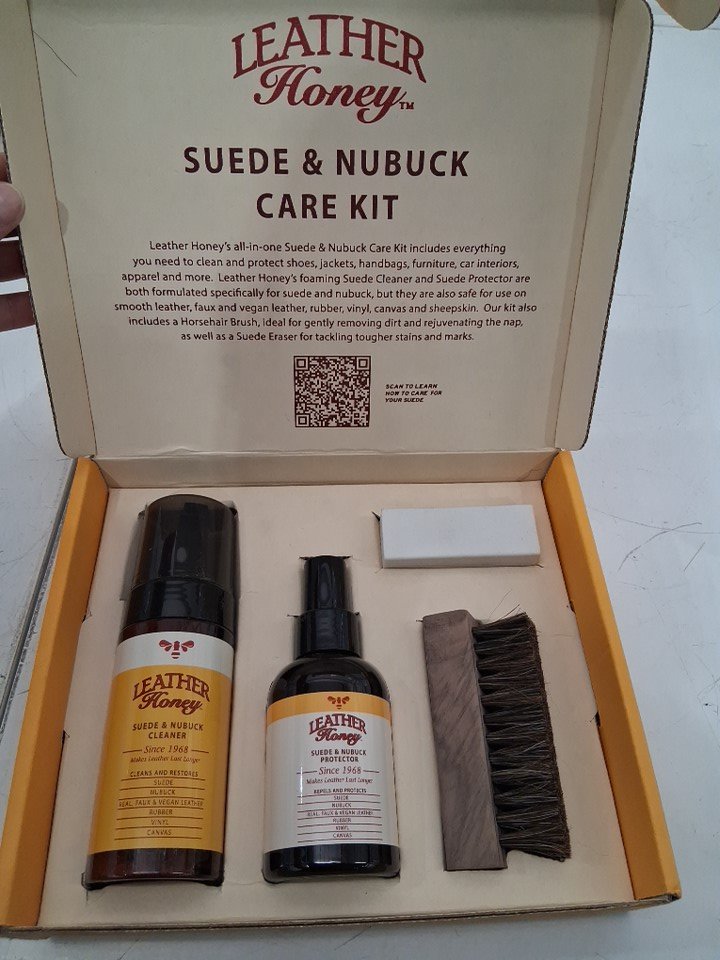 LEATHER
Honey™
SUEDE & NUBUCK
CARE KIT
Leather Honey's all-in-one Suede & Nubuck Care Kit includes everything
you need to clean and protect shoes, jackets, handbags, furniture, car interiors,
apparel and more. Leather Honey's foaming Suede Cleaner and Suede Protector are
both formulated specifically for suede and nubuck, but they are also safe for use on
smooth leather, faux and vegan leather, rubber, vinyl, canvas and sheepskin. Our kit also
includes a Horsehair Brush, ideal for gently removing dirt and rejuvenating the nap,
as well as a Suede Eraser for tackling tougher stains and marks.
SCAN TO LEARN
HOW TO CARE FOR
YOUR SUEDE
LEATHER
Honey
SUEDE & NUBUCK
CLEANER
Since 1968
Makes Leather Last Longer
CLEANS AND RESTORES
SUEDE
NUBUCK
REAL, FAUX & VEGAN LEATHER
RUBBER
VINYL
CANVAS
LEATHER
Honey
SUEDE & NUBUCK
PROTECTOR
Since 1968
Makes Leather Last Longer
REPELS AND PROTECTS
SUEDE
NUBUCK
REAL, FAUX & VEGAN LEATHER
RUBBER
VINYL
CANVAS